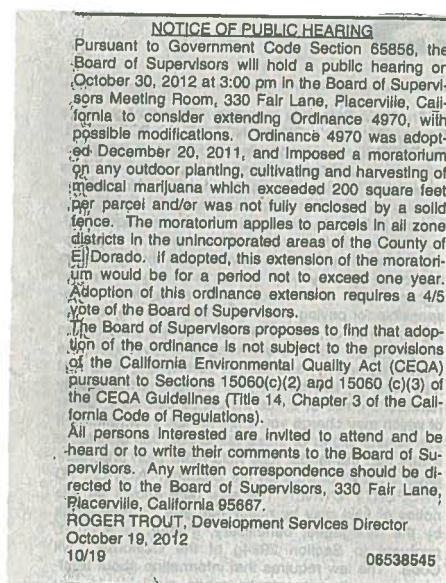 NOTICE OF PUBLIC HEARING
Pursuant to Government Code Section 65856, the
Board of Supervisors will hold a public hearing on
October 30, 2012 at 3:00 pm in the Board of Supervi-
sors Meeting Room, 330 Fair Lane, Placerville, Cali-
fornia to consider extending Ordinance 4970, with
possible modifications. Ordinance 4970 was adopt-
ed December 20, 2011, and imposed a moratorium
on any outdoor planting, cultivating and harvesting of
medical marijuana which exceeded 200 square feet
per parcel and/or was not fully enclosed by a solid
fence. The moratorium applies to parcels in all zone
districts in the unincorporated areas of the County of
El Dorado. If adopted, this extension of the moratori-
um would be for a period not to exceed one year.
Adoption of this ordinance extension requires a 4/5
vote of the Board of Supervisors.
The Board of Supervisors proposes to find that adop-
tion of the ordinance is not subject to the provisions
of the California Environmental Quality Act (CEQA)
pursuant to Sections 15060(c)(2) and 15060 (c)(3) of
the CEQA Guidelines (Title 14, Chapter 3 of the Cali-
fornia Code of Regulations).
All persons interested are invited to attend and be
heard or to write their comments to the Board of Su-
pervisors. Any written correspondence should be di-
rected to the Board of Supervisors, 330 Fair Lane,
Placerville, California 95667.
ROGER TROUT, Development Services Director
October 19, 2012
10/19 06538545